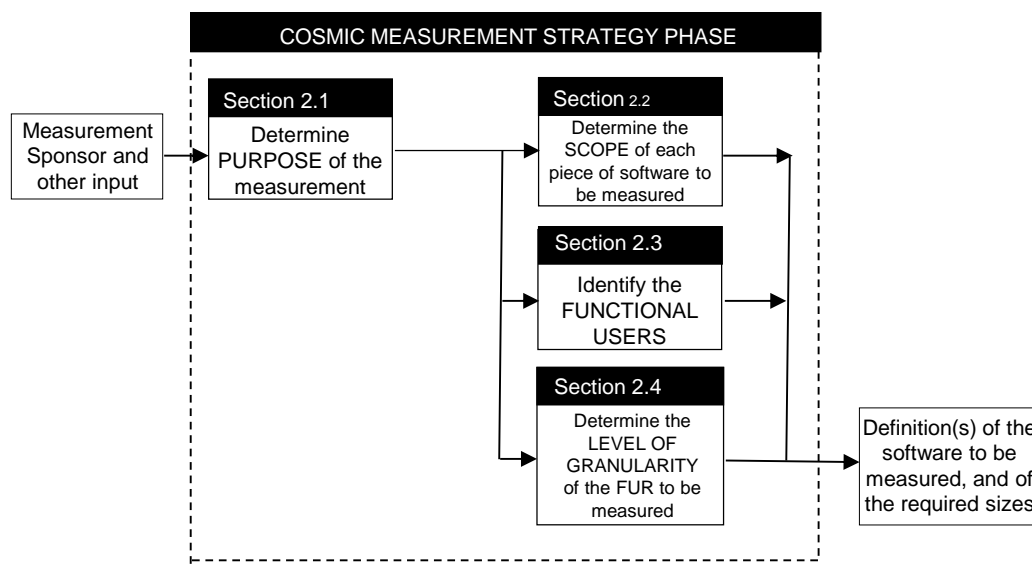 COSMIC MEASUREMENT STRATEGY PHASE
Measurement
Sponsor and
other input
Section 2.1
Determine
PURPOSE of the
measurement
Section 2.2
Determine the
SCOPE of each
piece of software to
be measured
Section 2.3
Identify the
FUNCTIONAL
USERS
Section 2.4
Determine the
LEVEL OF
GRANULARITY
of the FUR to be
measured
Definition(s) of the
software to be
measured, and of
the required sizes